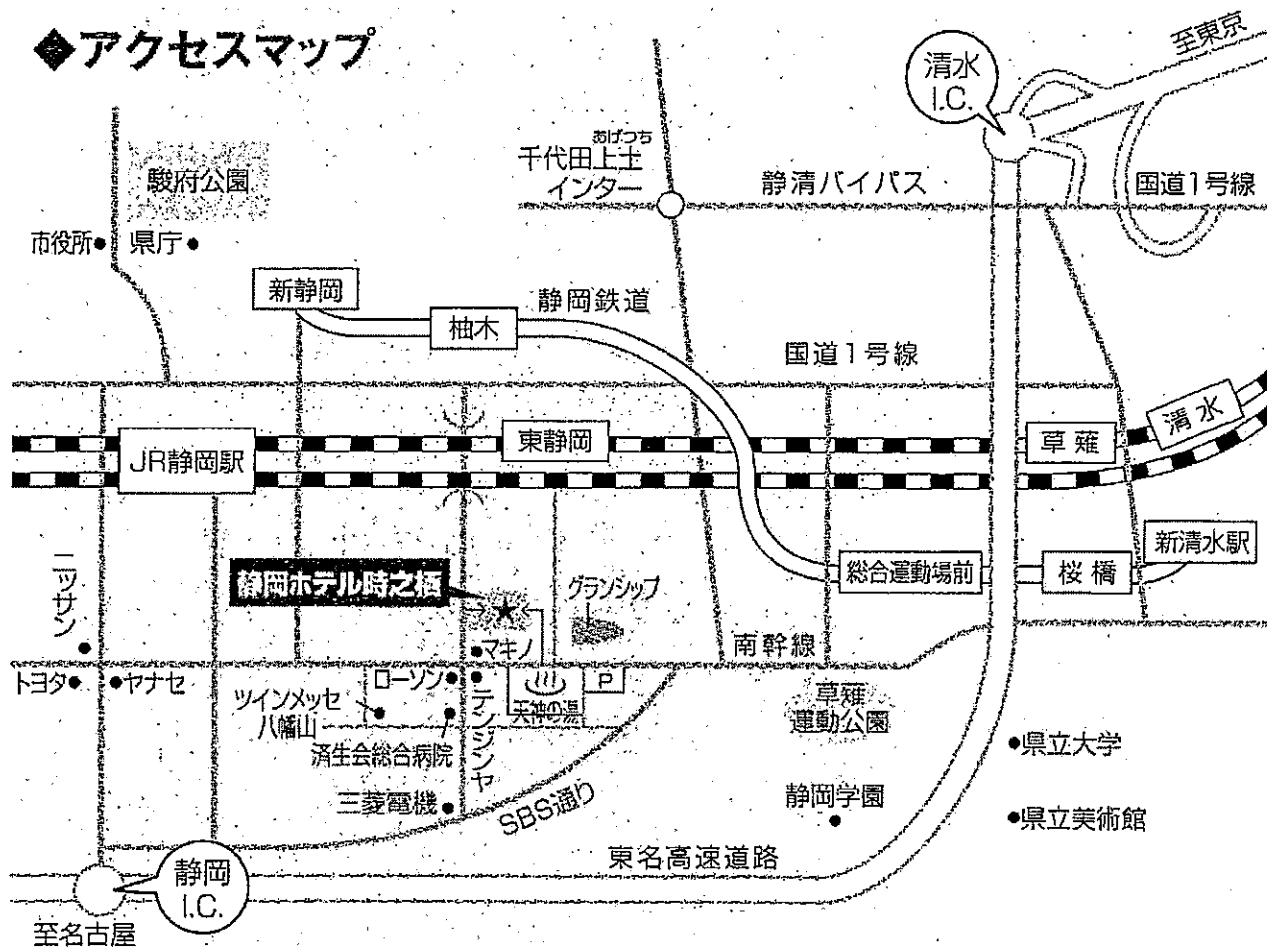 ◆アクセスマップ
至東京
清水
I.C.
あげつち
千代田上土
インター
静清バイパス
国道1号線
駿府公園
市役所
県庁
新静岡
柚木
静岡鉄道
国道1号線
JR静岡駅
東静岡
草薙
清水
ニッサン
静岡ホテル時之栖
グランシップ
総合運動場前
桜橋
新清水駅
マキノ
南幹線
トヨタ
ヤナセ
ローソン
テンジンヤ
天神の湯
P
ツインメッセ
八幡山
済生会総合病院
草薙
運動公園
県立大学
三菱電機
SBS通り
静岡学園
県立美術館
東名高速道路
静岡
I.C.
至名古屋